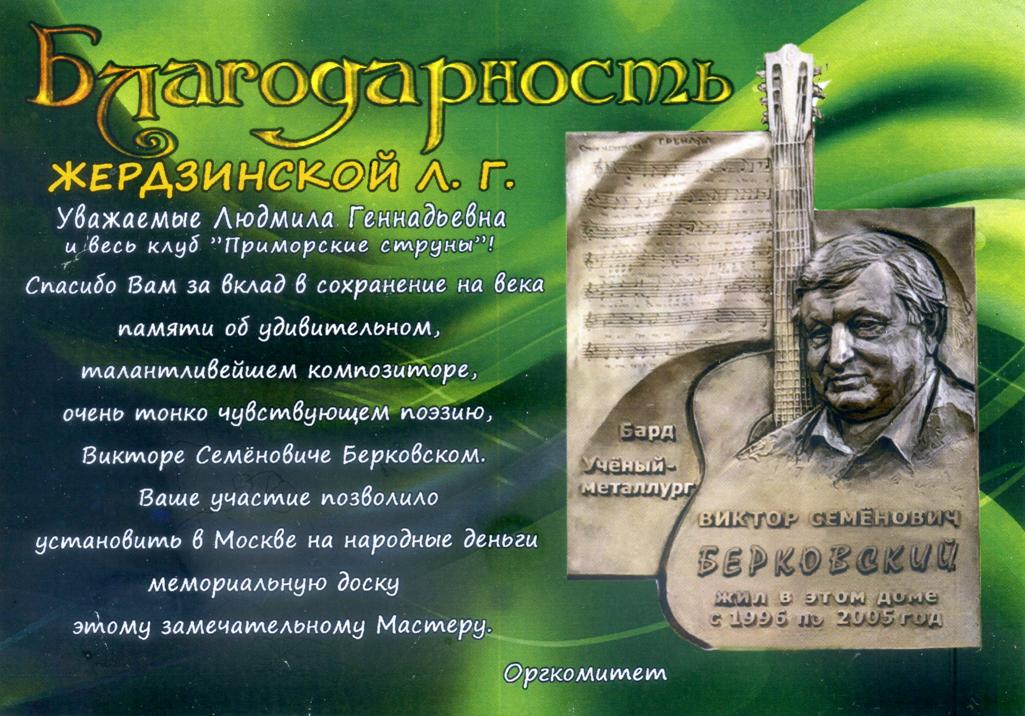 Благодарность
ЖЕРДЗИНСКОЙ Л. Г.
Уважаемые Людмила Геннадьевна
и весь клуб "Приморские струны"!
Спасибо Вам за вклад в сохранение на века
памяти об удивительном,
талантливейшем композиторе,
очень тонко чувствующем поэзию,
Викторе Семёновиче Берковском.
Ваше участие позволило
установить в Москве на народные деньги
мемориальную доску
этому замечательному Мастеру.
Оргкомитет
ГРЕНАДА
Бард
Учёный-
металлург
ВИКТОР СЕМЁНОВИЧ
БЕРКОВСКИЙ
жил в этом доме
с 1996 по 2005 год